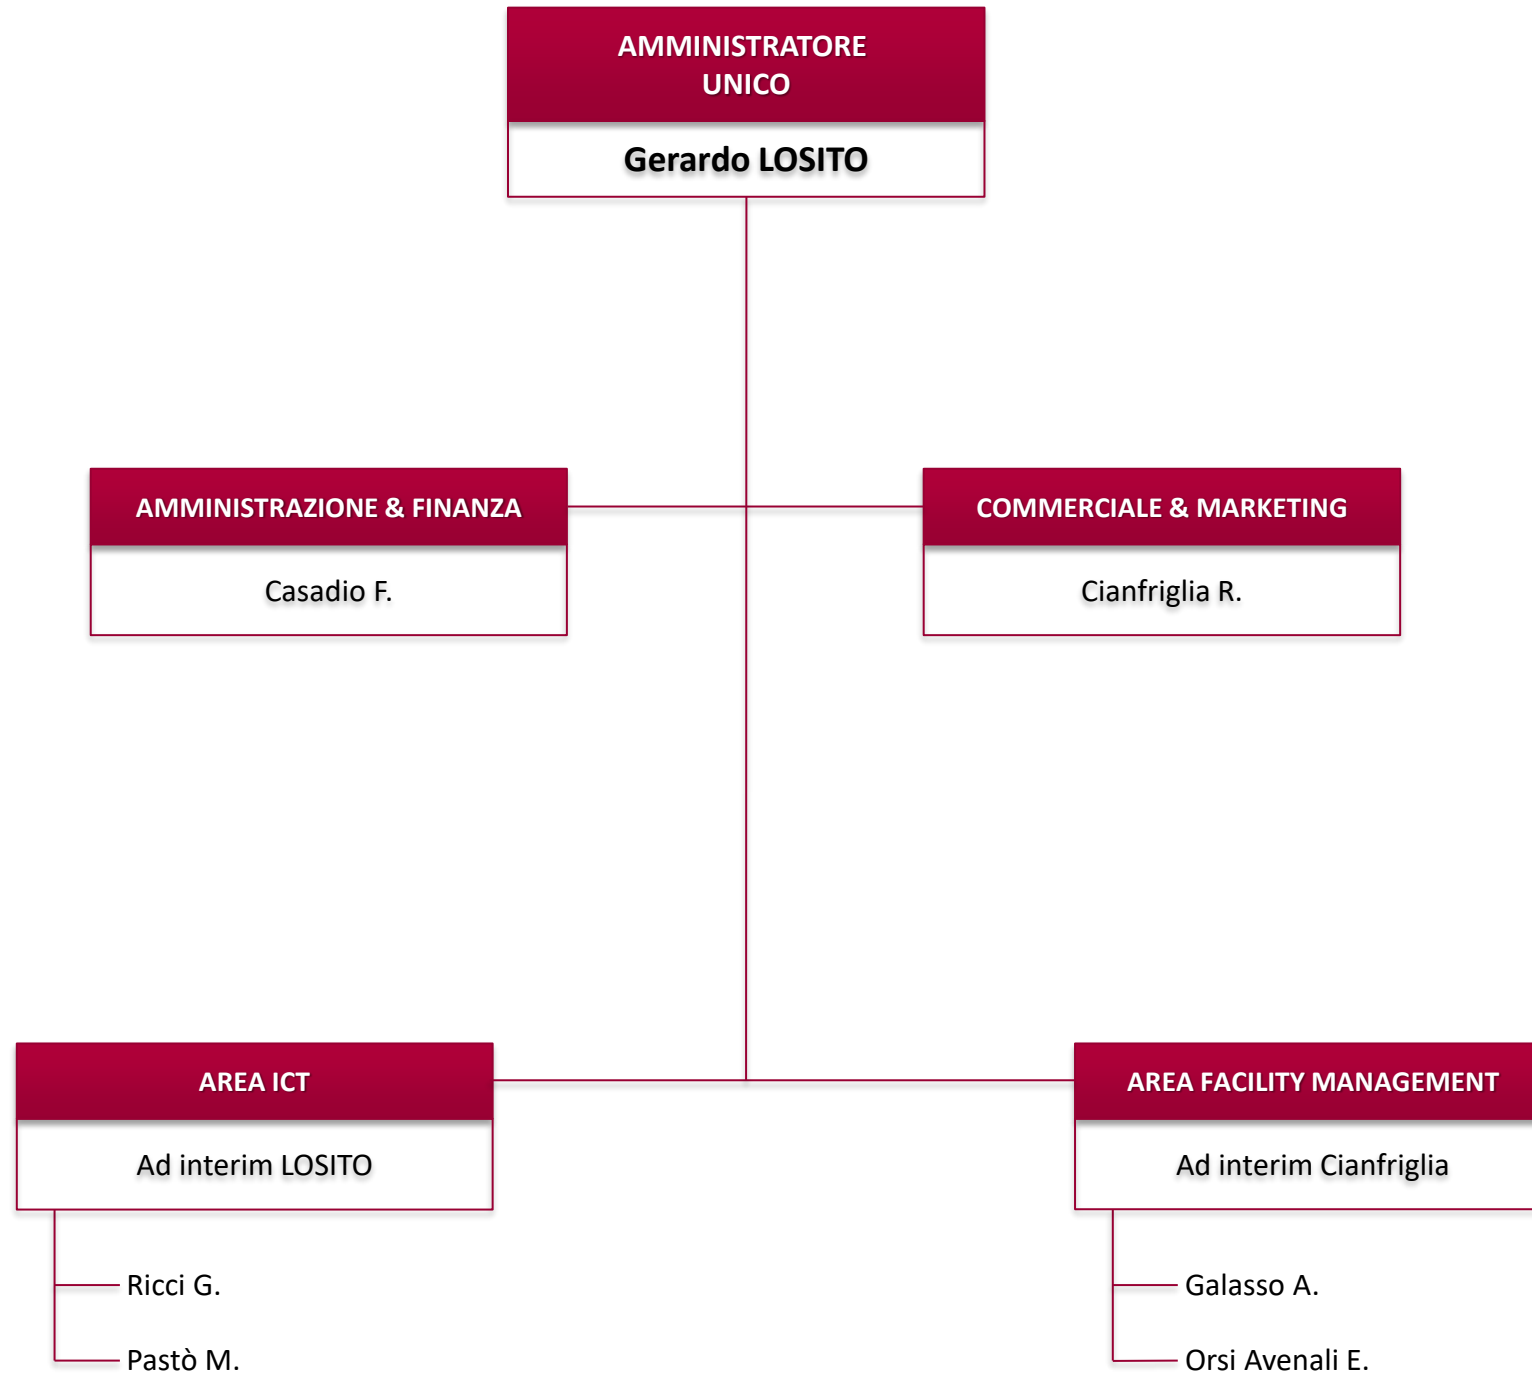 AMMINISTRATORE
UNICO
Gerardo LOSITO
AMMINISTRAZIONE & FINANZA
Casadio F.
COMMERCIALE & MARKETING
Cianfriglia R.
AREA ICT
Ad interim LOSITO
Ricci G.
Pastò M.
AREA FACILITY MANAGEMENT
Ad interim Cianfriglia
Galasso A.
Orsi Avenali E.